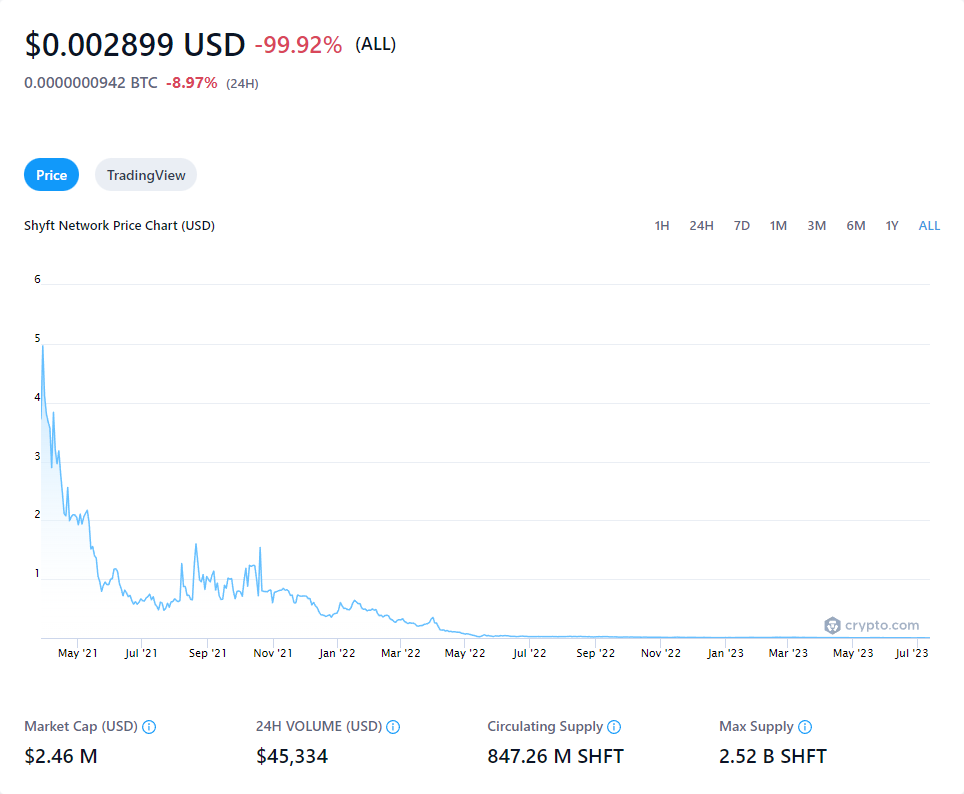 $0.002899 USD -99.92% (ALL)
0.0000000942 BTC -8.97% (24H)
Price TradingView
Shyft Network Price Chart (USD) 1H 24H 7D 1M 3M 6M 1Y ALL
6
5
4
3
2
1
crypto.com
May '21 Jul '21 Sep '21 Nov '21 Jan '22 Mar '22 May '22 Jul '22 Sep '22 Nov '22 Jan '23 Mar '23 May '23 Jul '23
Market Cap (USD) 24H VOLUME (USD) Circulating Supply Max Supply
$2.46 M $45,334 847.26 M SHFT 2.52 B SHFT